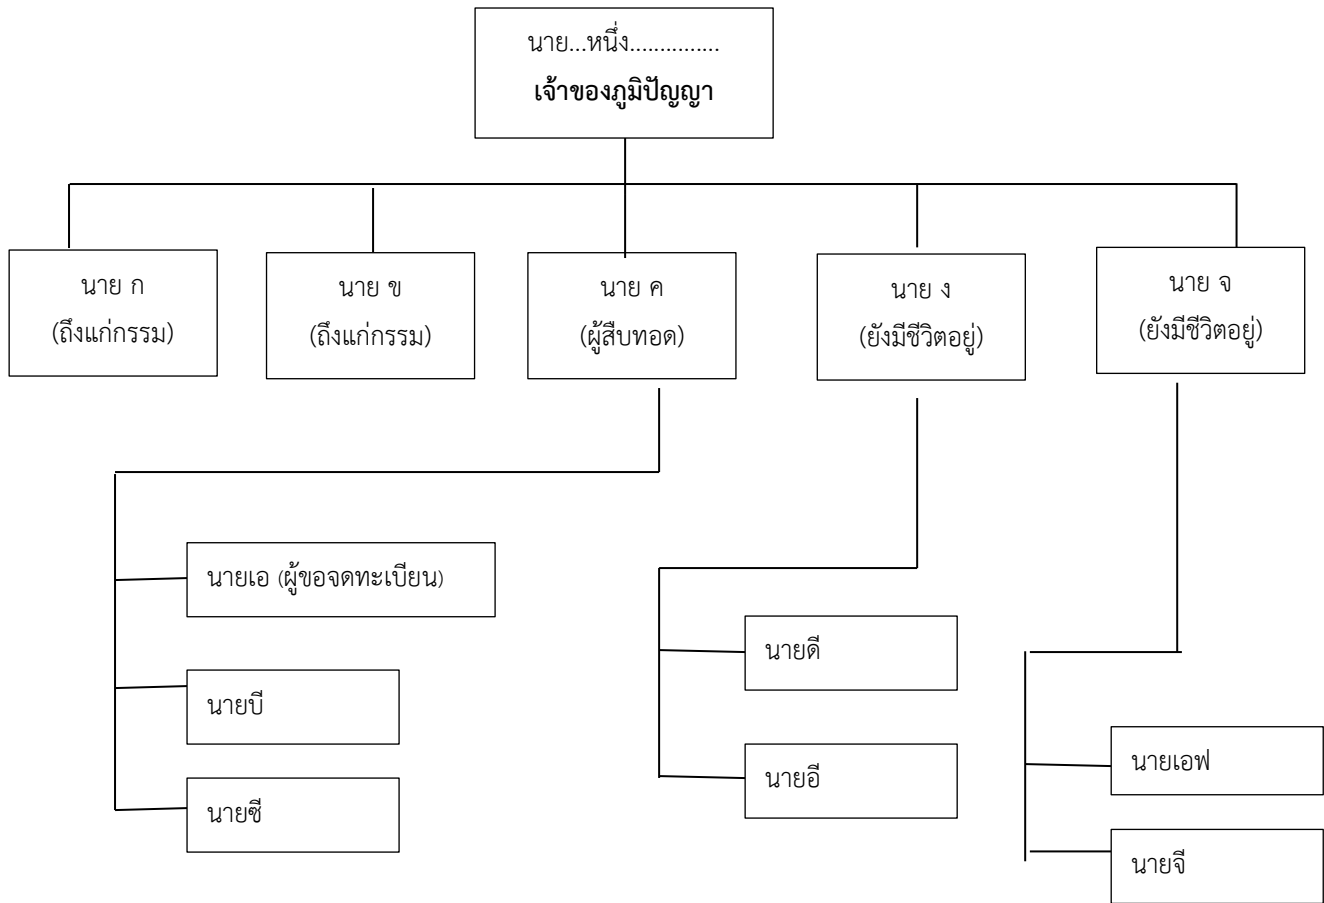 นาย...หนึ่ง...............
เจ้าของภูมิปัญญา
นาย ก
(ถึงแก่กรรม)
นาย ข
(ถึงแก่กรรม)
นาย ค
(ผู้สืบทอด)
นาย ง
(ยังมีชีวิตอยู่)
นาย จ
(ยังมีชีวิตอยู่)
นายเอ (ผู้ขอจดทะเบียน)
นายบี
นายซี
นายดี
นายอี
นายเอฟ
นายจี